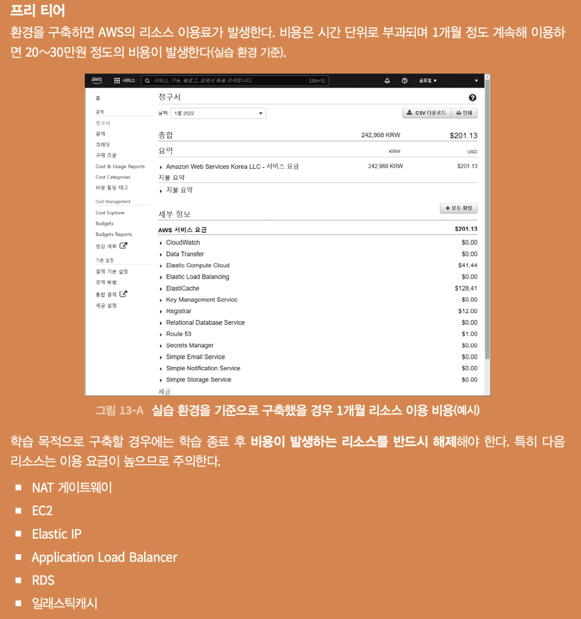 프리 티어
환경을 구축하면 AWS의 리소스 이용료가 발생한다. 비용은 시간 단위로 부과되며 1개월 정도 계속해 이용하
면 20~30만원 정도의 비용이 발생한다(실습 환경 기준).
aws 서비스 서비스, 기능, 블로그, 설명서 등을 검색합니다. [Alt+S] 글로벌
홈
결제
청구서
결제
크레딧
구매 주문
Cost & Usage Reports
Cost Categories
비용 할당 태그
Cost Management
Cost Explorer
Budgets
Budgets Reports
절감 계획
기본 설정
결제 기본 설정
결제 방법
통합 결제
세금 설정
청구서
날짜: 1월 2022 CSV 다운로드 인쇄
총합 242,968 KRW $201.13
요약 KRW USD
Amazon Web Services Korea LLC - 서비스 요금 242,968 KRW $201.13
지불 요약
지불 요약
세부 정보 + 모두 확장
AWS 서비스 요금 $201.13
CloudWatch $0.00
Data Transfer $0.00
Elastic Compute Cloud $41.44
Elastic Load Balancing $0.00
ElastiCache $128.41
Key Management Service $0.00
Registrar $12.00
Relational Database Service $0.00
Route 53 $1.00
Secrets Manager $0.00
Simple Email Service $0.00
Simple Notification Service $0.00
Simple Storage Service $0.00
세금
그림 13-A 실습 환경을 기준으로 구축했을 경우 1개월 리소스 이용 비용(예시)
학습 목적으로 구축할 경우에는 학습 종료 후 비용이 발생하는 리소스를 반드시 해제해야 한다. 특히 다음
리소스는 이용 요금이 높으므로 주의한다.
■ NAT 게이트웨이
■ EC2
■ Elastic IP
■ Application Load Balancer
■ RDS
■ 일래스틱캐시